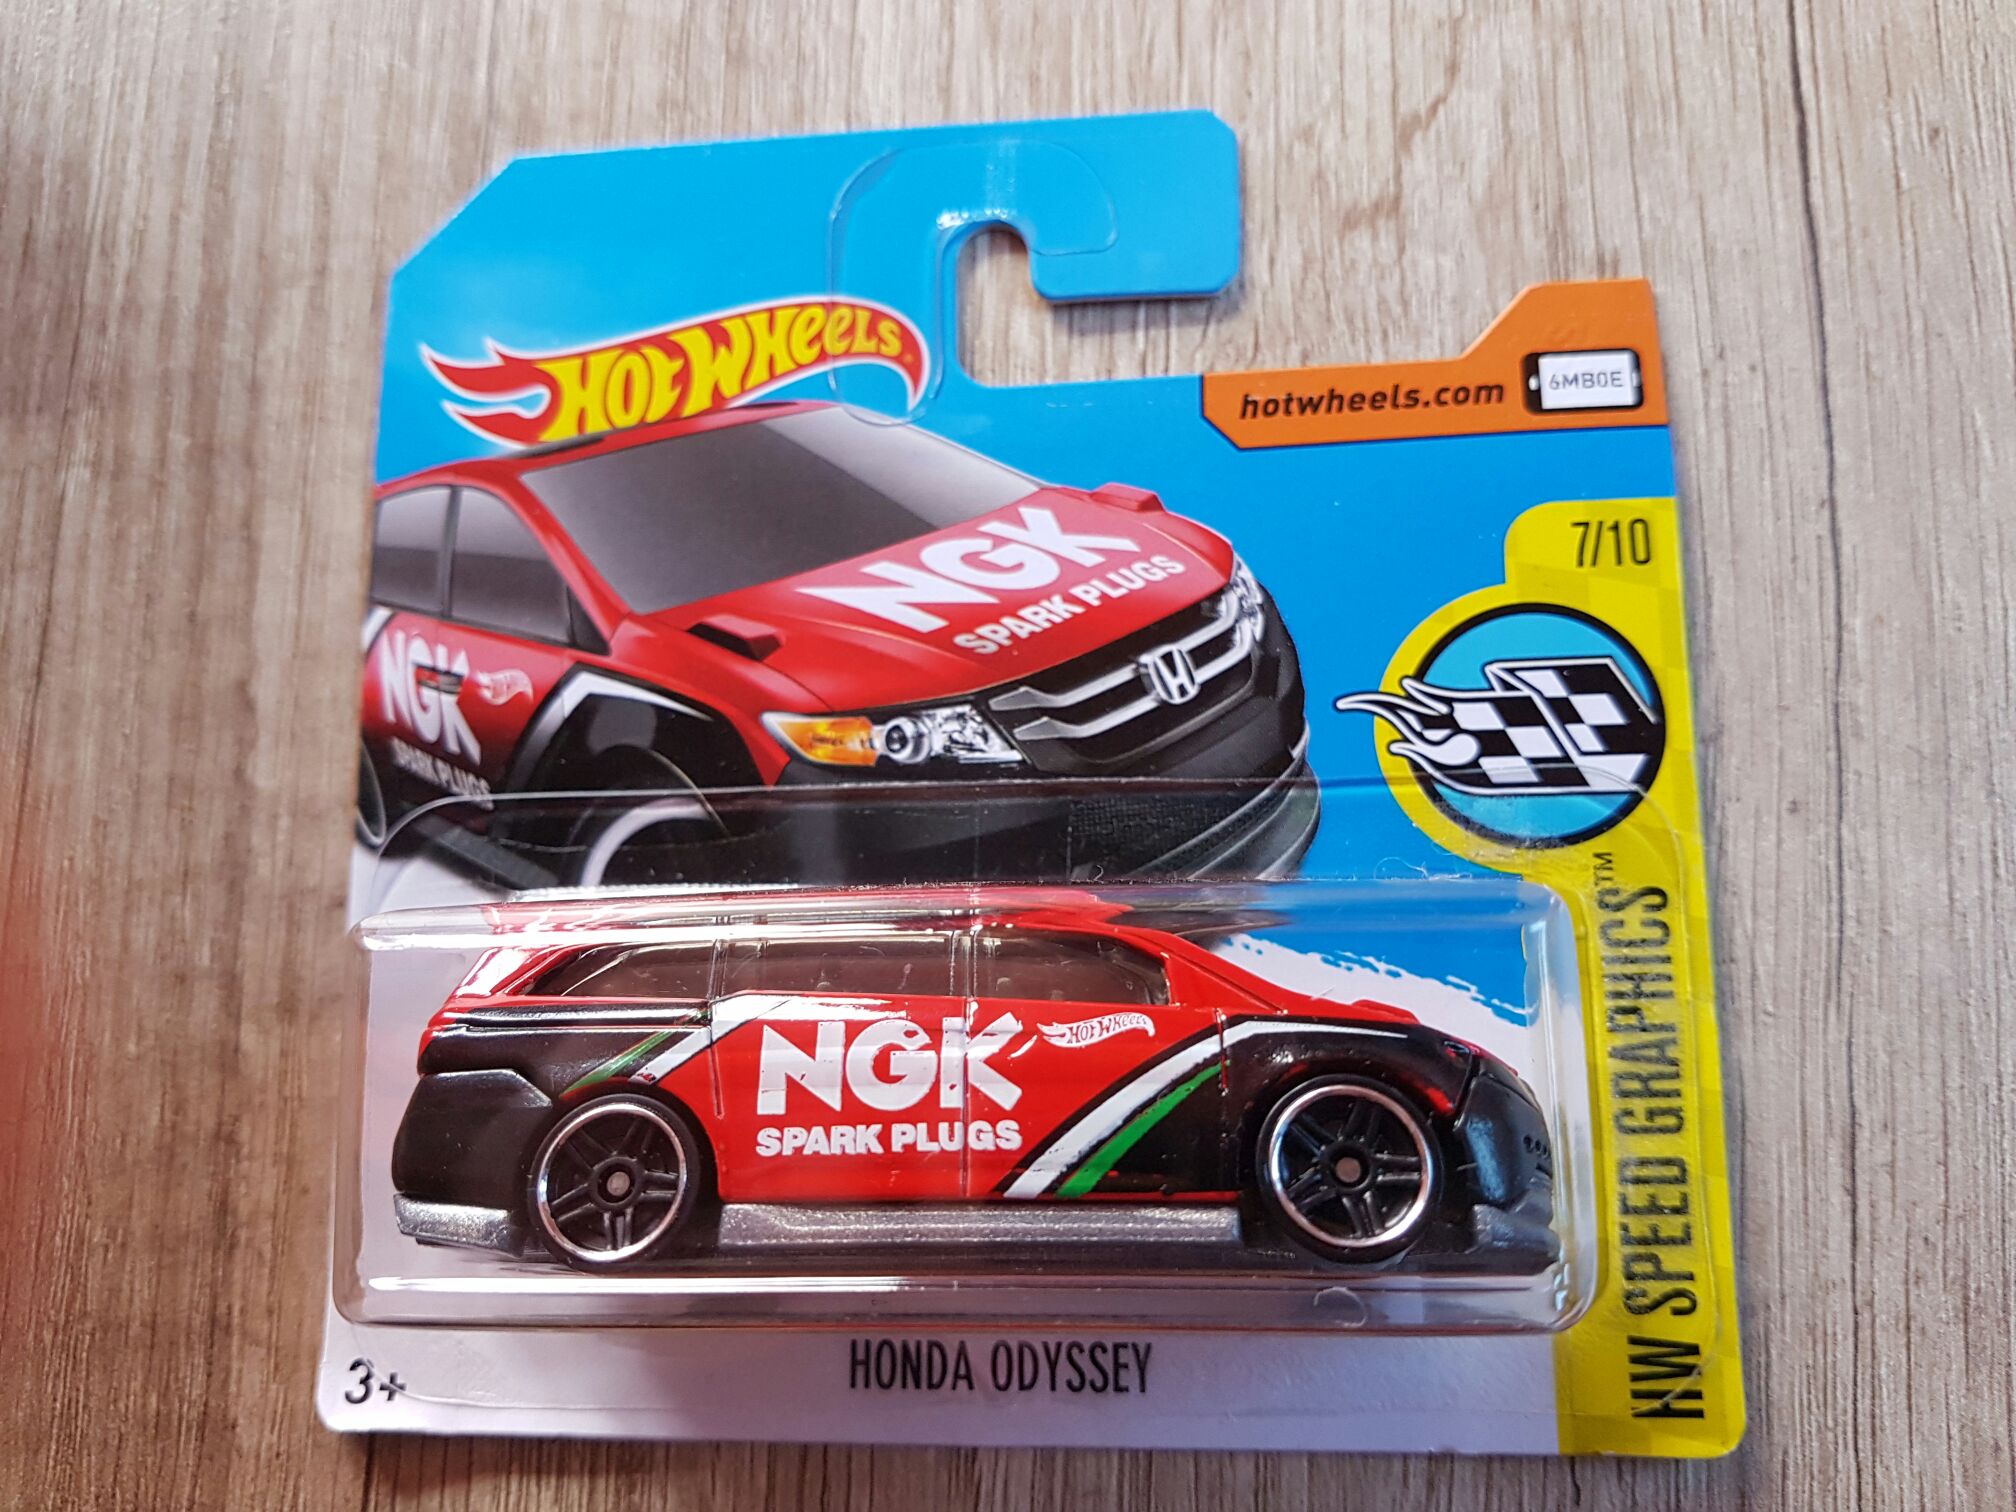 HOT WHEELS
hotwheels.com
6MB0E
7/10
NGK
SPARK PLUGS
NGK
SPARK PLUGS
HW SPEED GRAPHICS™
NGK
HOT WHEELS
SPARK PLUGS
HONDA ODYSSEY
3+